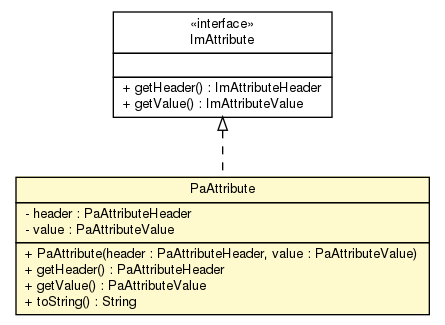 «interface»
ImAttribute
+ getHeader() : ImAttributeHeader
+ getValue() : ImAttributeValue
PaAttribute
- header : PaAttributeHeader
- value : PaAttributeValue
+ PaAttribute(header : PaAttributeHeader, value : PaAttributeValue)
+ getHeader() : PaAttributeHeader
+ getValue() : PaAttributeValue
+ toString() : String